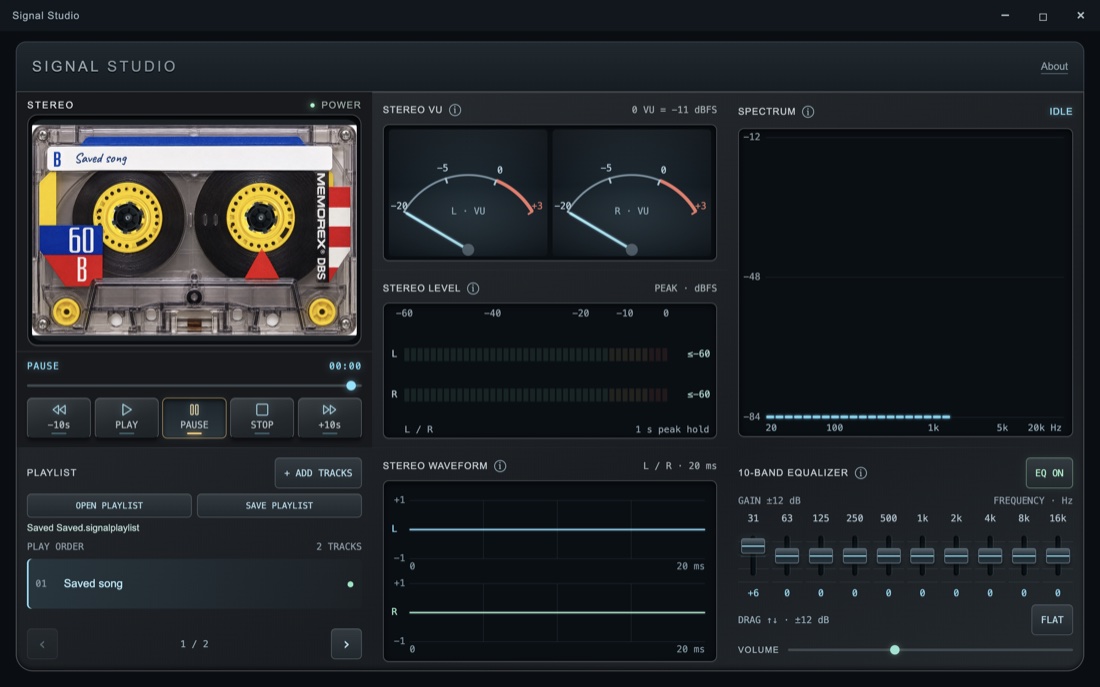 Signal Studio
SIGNAL STUDIO
About
STEREO
POWER
B Saved song
60
B
MEMOREX® DBS
PAUSE 00:00
−10s
PLAY
PAUSE
STOP
+10s
PLAYLIST
+ ADD TRACKS
OPEN PLAYLIST
SAVE PLAYLIST
Saved Saved.signalplaylist
PLAY ORDER 2 TRACKS
01 Saved song
1 / 2
STEREO VU 0 VU = −11 dBFS
−20 −5 0 +3
L · VU
−20 −5 0 +3
R · VU
STEREO LEVEL PEAK · dBFS
−60 −40 −20 −10 0
L ≤−60
R ≤−60
L / R 1 s peak hold
STEREO WAVEFORM L / R · 20 ms
+1
L
−1
0 20 ms
+1
R
−1
0 20 ms
SPECTRUM IDLE
−12
−48
−84
20 100 1k 5k 20k Hz
10-BAND EQUALIZER EQ ON
GAIN ±12 dB FREQUENCY · Hz
31 63 125 250 500 1k 2k 4k 8k 16k
+6 0 0 0 0 0 0 0 0 0
DRAG ↑↓ · ±12 dB FLAT
VOLUME